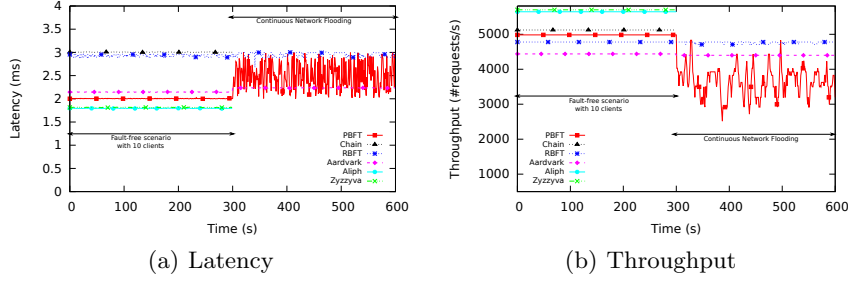 Latency (ms)
4
3.5
3
2.5
2
1.5
1
0.5
0
Continuous Network Flooding
Fault-free scenario
with 10 clients
PBFT
Chain
RBFT
Aardvark
Aliph
Zyzzyva
0 100 200 300 400 500 600
Time (s)
(a) Latency
Throughput (#requests/s)
5000
4000
3000
2000
1000
Fault-free scenario
with 10 clients
Continuous Network Flooding
PBFT
Chain
RBFT
Aardvark
Aliph
Zyzzyva
0 100 200 300 400 500 600
Time (s)
(b) Throughput